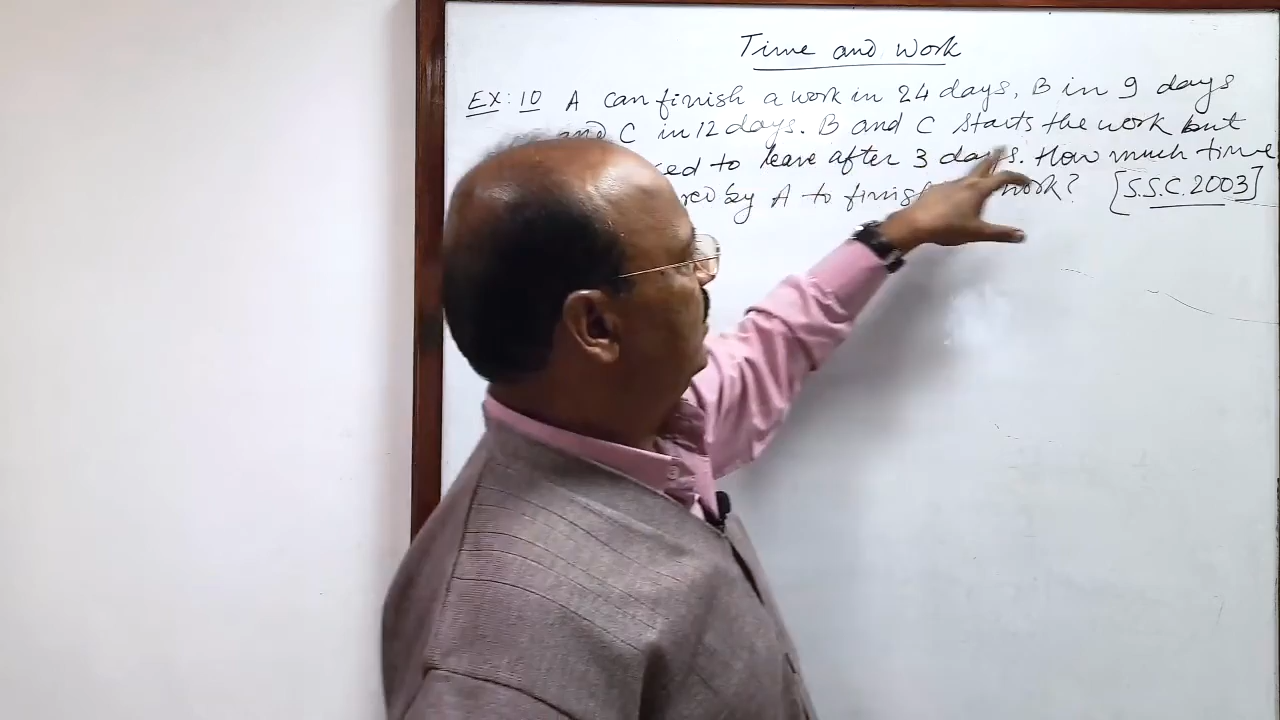 Time and Work
EX: 10 A can finish a work in 24 days, B in 9 days
and C in 12 days. B and C starts the work but
to leave after 3 days. How much time
by A to finish work? [S.S.C. 2003]